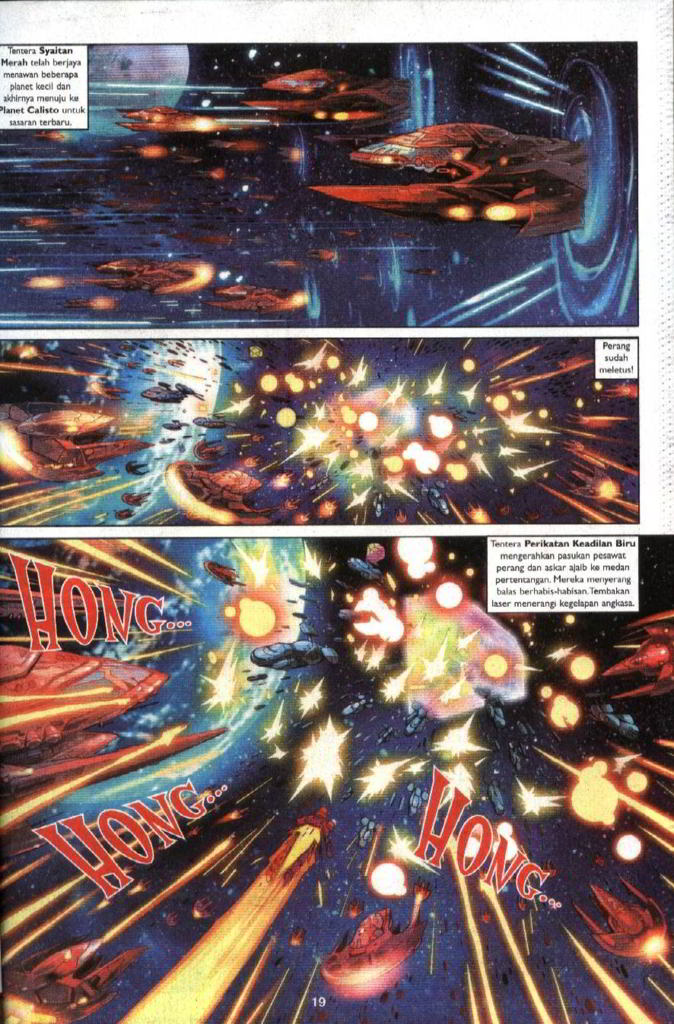 Tentera Syaitan
Merah telah berjaya
menawan beberapa
planet kecil dan
akhirnya menuju ke
Planet Calisto untuk
sasaran terbaru.
Perang
sudah
meletus!
Tentera Perikatan Keadilan Biru
mengerahkan pasukan pesawat
perang dan askar ajaib ke medan
pertentangan. Mereka menyerang
balas berhabis-habisan. Tembakan
laser menerangi kegelapan angkasa.
HONG...
HONG...
HONG...
19